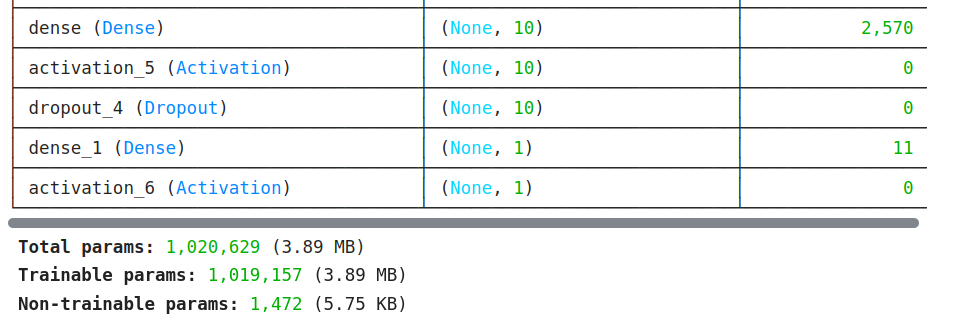 dense (Dense) (None, 10) 2,570
activation_5 (Activation) (None, 10) 0
dropout_4 (Dropout) (None, 10) 0
dense_1 (Dense) (None, 1) 11
activation_6 (Activation) (None, 1) 0
Total params: 1,020,629 (3.89 MB)
Trainable params: 1,019,157 (3.89 MB)
Non-trainable params: 1,472 (5.75 KB)